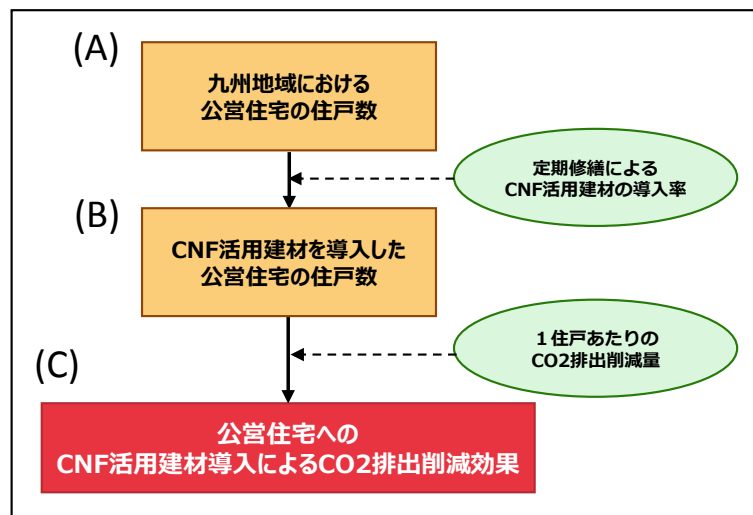 (A)
九州地域における
公営住宅の住戸数
定期修繕による
CNF活用建材の導入率
(B)
CNF活用建材を導入した
公営住宅の住戸数
1住戸あたりの
CO2排出削減量
(C)
公営住宅への
CNF活用建材導入によるCO2排出削減効果